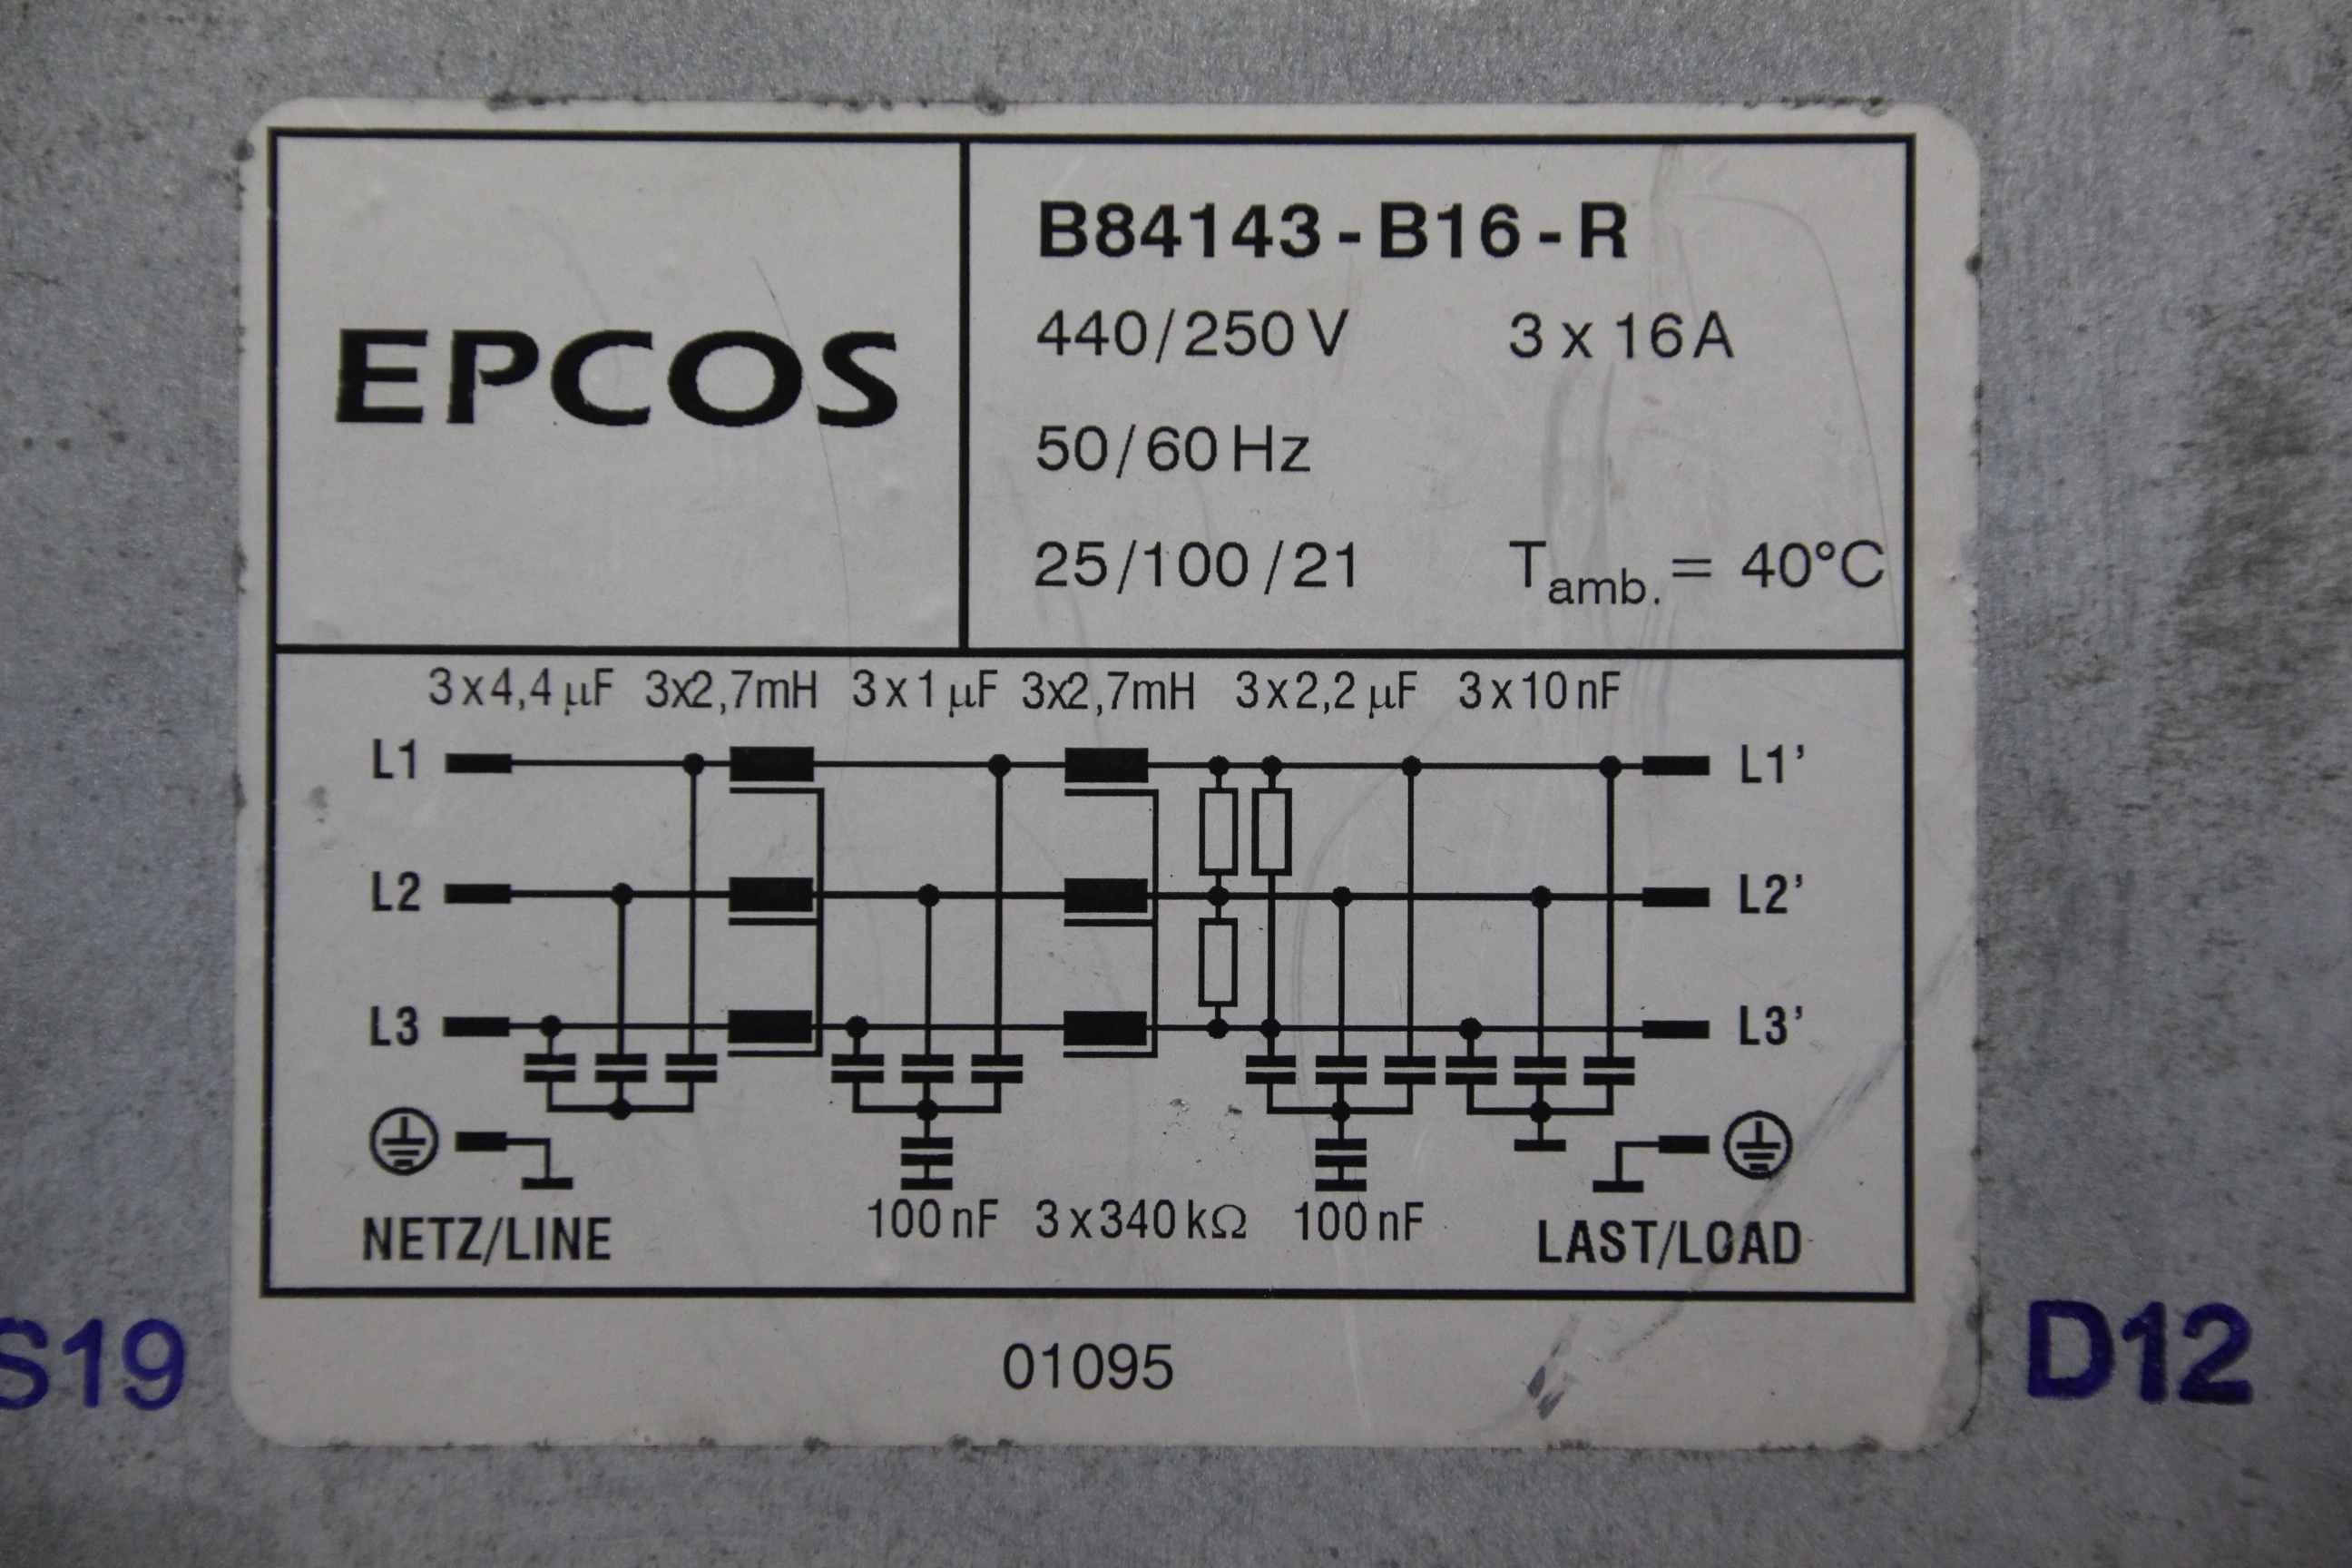 EPCOS
B84143-B16-R
440/250 V 3 x 16 A
50/60 Hz
25/100/21 Tamb. = 40°C
3 x 4,4 µF 3x2,7mH 3 x 1 µF 3x2,7mH 3 x 2,2 µF 3 x 10 nF
L1 L1'
L2 L2'
L3 L3'
100 nF 3 x 340 kΩ 100 nF
NETZ/LINE LAST/LOAD
01095
S19 D12